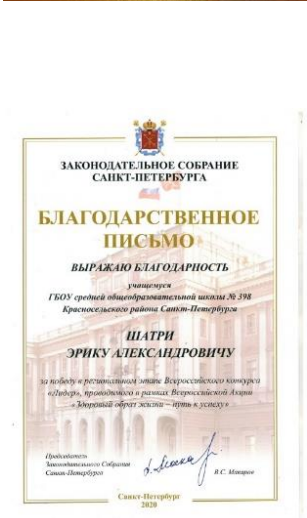 ЗАКОНОДАТЕЛЬНОЕ СОБРАНИЕ
САНКТ-ПЕТЕРБУРГА
БЛАГОДАРСТВЕННОЕ
ПИСЬМО
ВЫРАЖАЮ БЛАГОДАРНОСТЬ
учащемуся
ГБОУ средней общеобразовательной школы № 398
Красносельского района Санкт-Петербурга
ШАТРИ
ЭРИКУ АЛЕКСАНДРОВИЧУ
за победу в региональном этапе Всероссийского конкурса
«Лидер», проводимого в рамках Всероссийской Акции
«Здоровый образ жизни – путь к успеху»
Председатель
Законодательного Собрания
Санкт-Петербурга
В.С. Макаров
Санкт-Петербург
2020